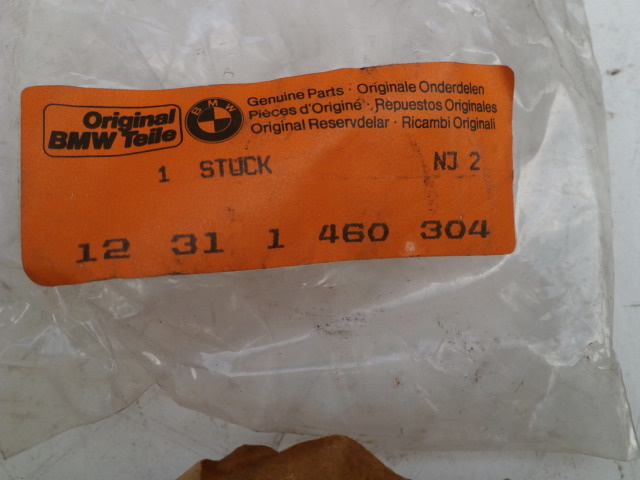 Original
BMW Teile
BMW
Genuine Parts · Originale Onderdelen
Pièces d'Origine · Repuestos Originales
Original Reservdelar · Ricambi Originali
1 STUCK NJ 2
12 31 1 460 304